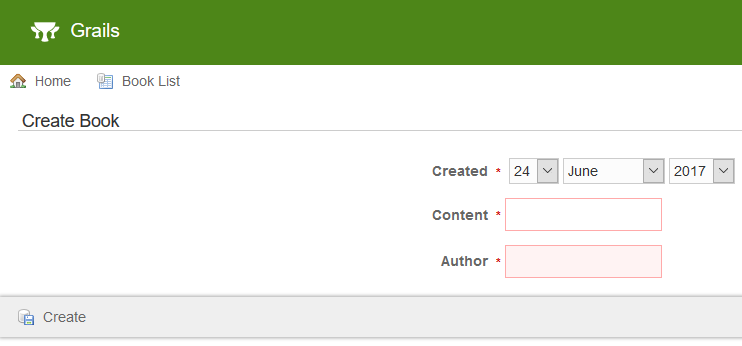 Grails
Home Book List
Create Book
Created * 24 June 2017
Content *
Author *
Create